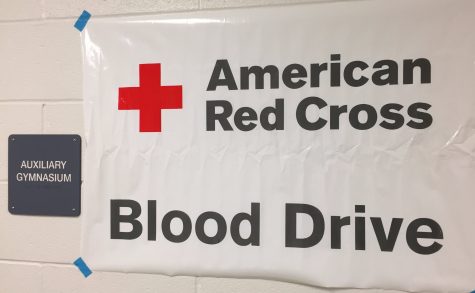 American
Red Cross
AUXILIARY
GYMNASIUM
Blood Drive